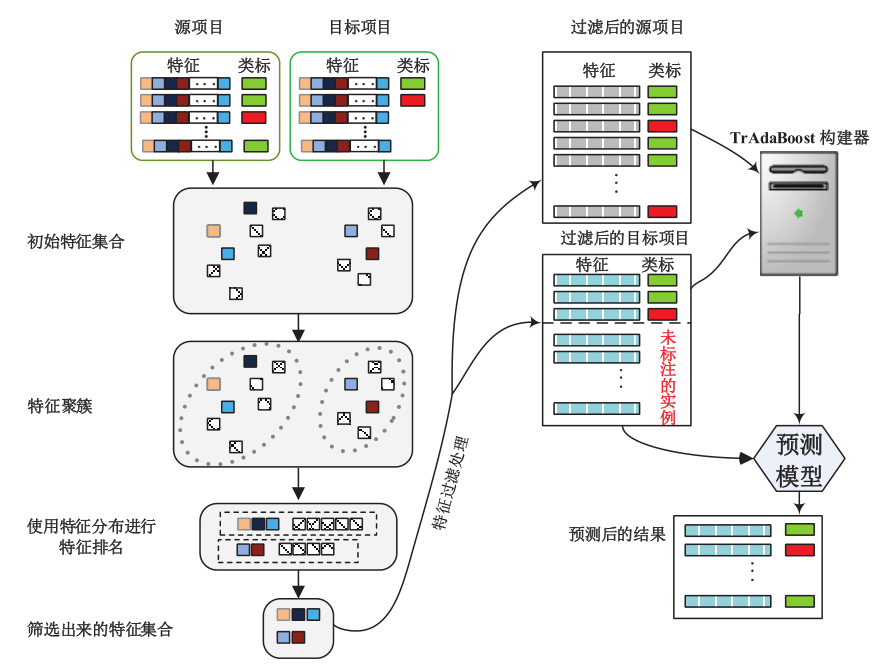 源项目
目标项目
特征 类标
特征 类标
初始特征集合
特征聚簇
使用特征分布进行
特征排名
筛选出来的特征集合
特征过滤处理
过滤后的源项目
特征 类标
过滤后的目标项目
特征 类标
未标注的实例
TrAdaBoost 构建器
预测
模型
预测后的结果